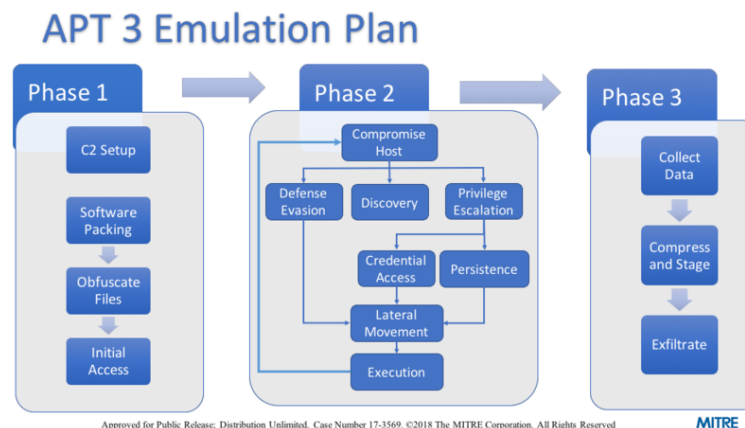 APT 3 Emulation Plan
Phase 1
C2 Setup
Software
Packing
Obfuscate
Files
Initial
Access
Phase 2
Compromise
Host
Defense
Evasion
Discovery
Privilege
Escalation
Credential
Access
Persistence
Lateral
Movement
Execution
Phase 3
Collect
Data
Compress
and Stage
Exfiltrate
Approved for Public Release: Distribution Unlimited. Case Number 17-3569. ©2018 The MITRE Corporation. All Rights Reserved
MITRE